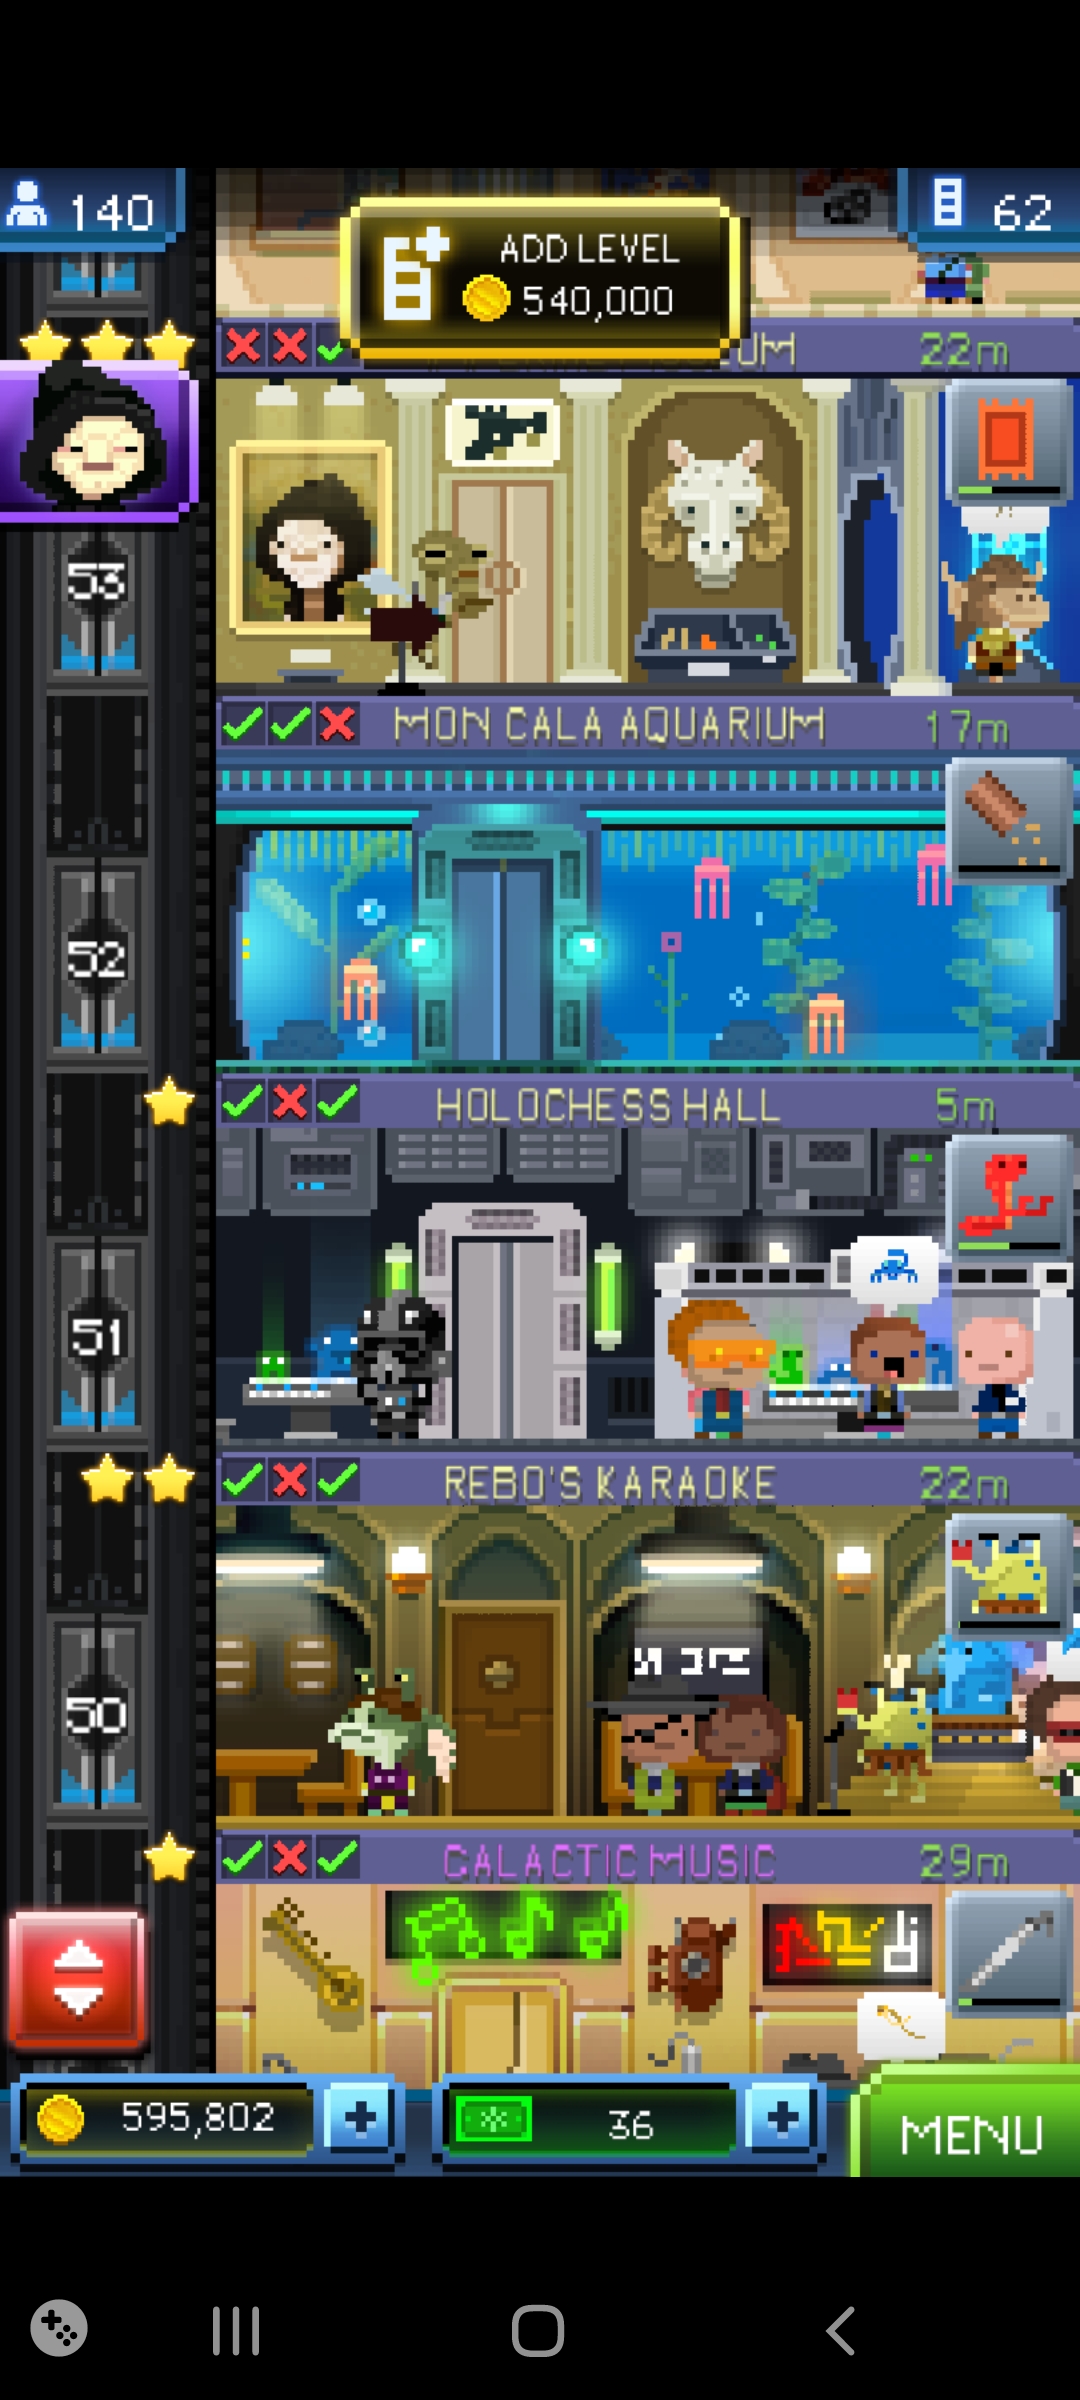 140
ADD LEVEL
540,000
62
22m
53
MON CALA AQUARIUM
17m
52
HOLOCHESS HALL
5m
51
REBO'S KARAOKE
22m
50
GALACTIC MUSIC
29m
595,802
36
MENU